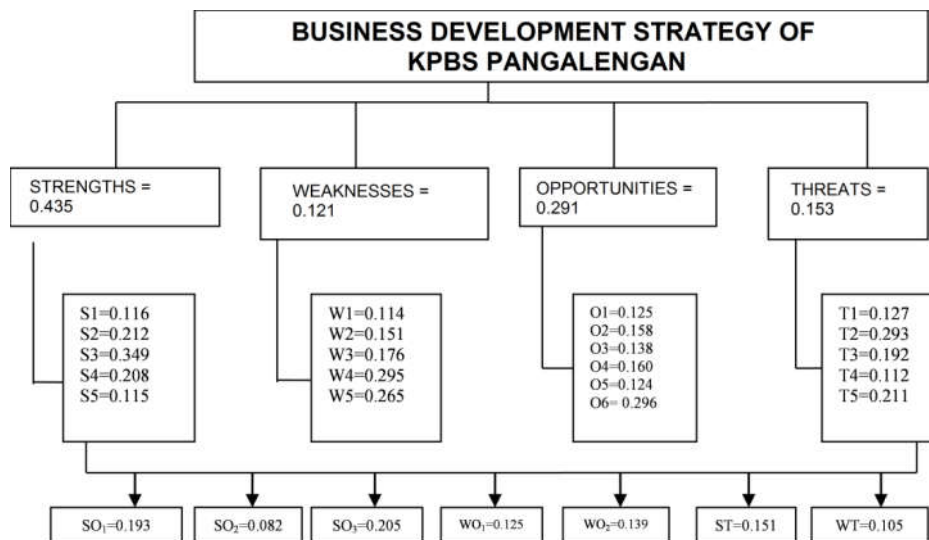 BUSINESS DEVELOPMENT STRATEGY OF
KPBS PANGALENGAN
STRENGTHS =
0.435
WEAKNESSES =
0.121
OPPORTUNITIES =
0.291
THREATS =
0.153
S1=0.116
S2=0.212
S3=0.349
S4=0.208
S5=0.115
W1=0.114
W2=0.151
W3=0.176
W4=0.295
W5=0.265
O1=0.125
O2=0.158
O3=0.138
O4=0.160
O5=0.124
O6= 0.296
T1=0.127
T2=0.293
T3=0.192
T4=0.112
T5=0.211
SO₁=0.193
SO₂=0.082
SO₃=0.205
WO₁=0.125
WO₂=0.139
ST=0.151
WT=0.105